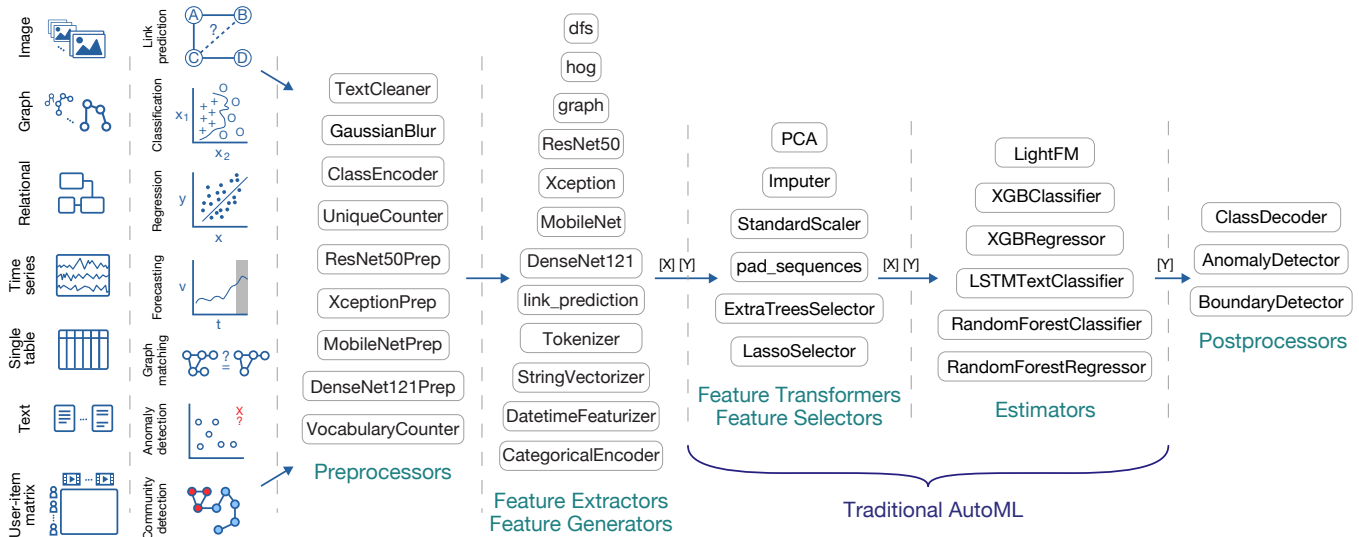 Image
Graph
Relational
Time
series
Single
table
Text
User-item
matrix
Link
prediction
A
B
?
C
D
Classification
x1
x2
Regression
y
x
Forecasting
v
t
Graph
matching
?
=
Anomaly
detection
X
?
Community
detection
TextCleaner
GaussianBlur
ClassEncoder
UniqueCounter
ResNet50Prep
XceptionPrep
MobileNetPrep
DenseNet121Prep
VocabularyCounter
Preprocessors
dfs
hog
graph
ResNet50
Xception
MobileNet
DenseNet121
link_prediction
Tokenizer
StringVectorizer
DatetimeFeaturizer
CategoricalEncoder
Feature Extractors
Feature Generators
[X] [Y]
PCA
Imputer
StandardScaler
pad_sequences
ExtraTreesSelector
LassoSelector
Feature Transformers
Feature Selectors
[X] [Y]
LightFM
XGBClassifier
XGBRegressor
LSTMTextClassifier
RandomForestClassifier
RandomForestRegressor
Estimators
Traditional AutoML
[Y]
ClassDecoder
AnomalyDetector
BoundaryDetector
Postprocessors